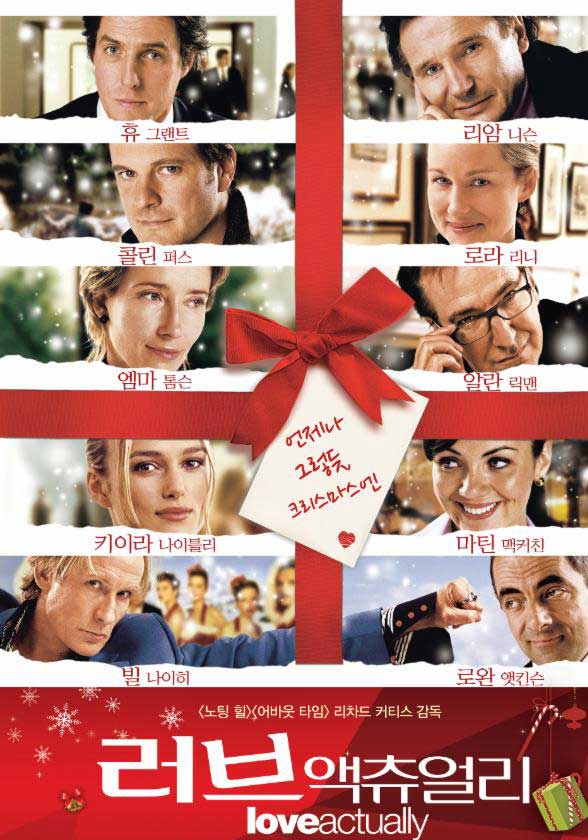 휴 그랜트
리암 니슨
콜린 퍼스
로라 리니
엠마 톰슨
알란 릭맨
언제나
그렇듯
크리스마스엔!
키이라 나이틀리
마틴 맥커친
빌 나이히
로완 앳킨슨
<노팅 힐><어바웃 타임> 리차드 커티스 감독
러브 액츄얼리
loveactually